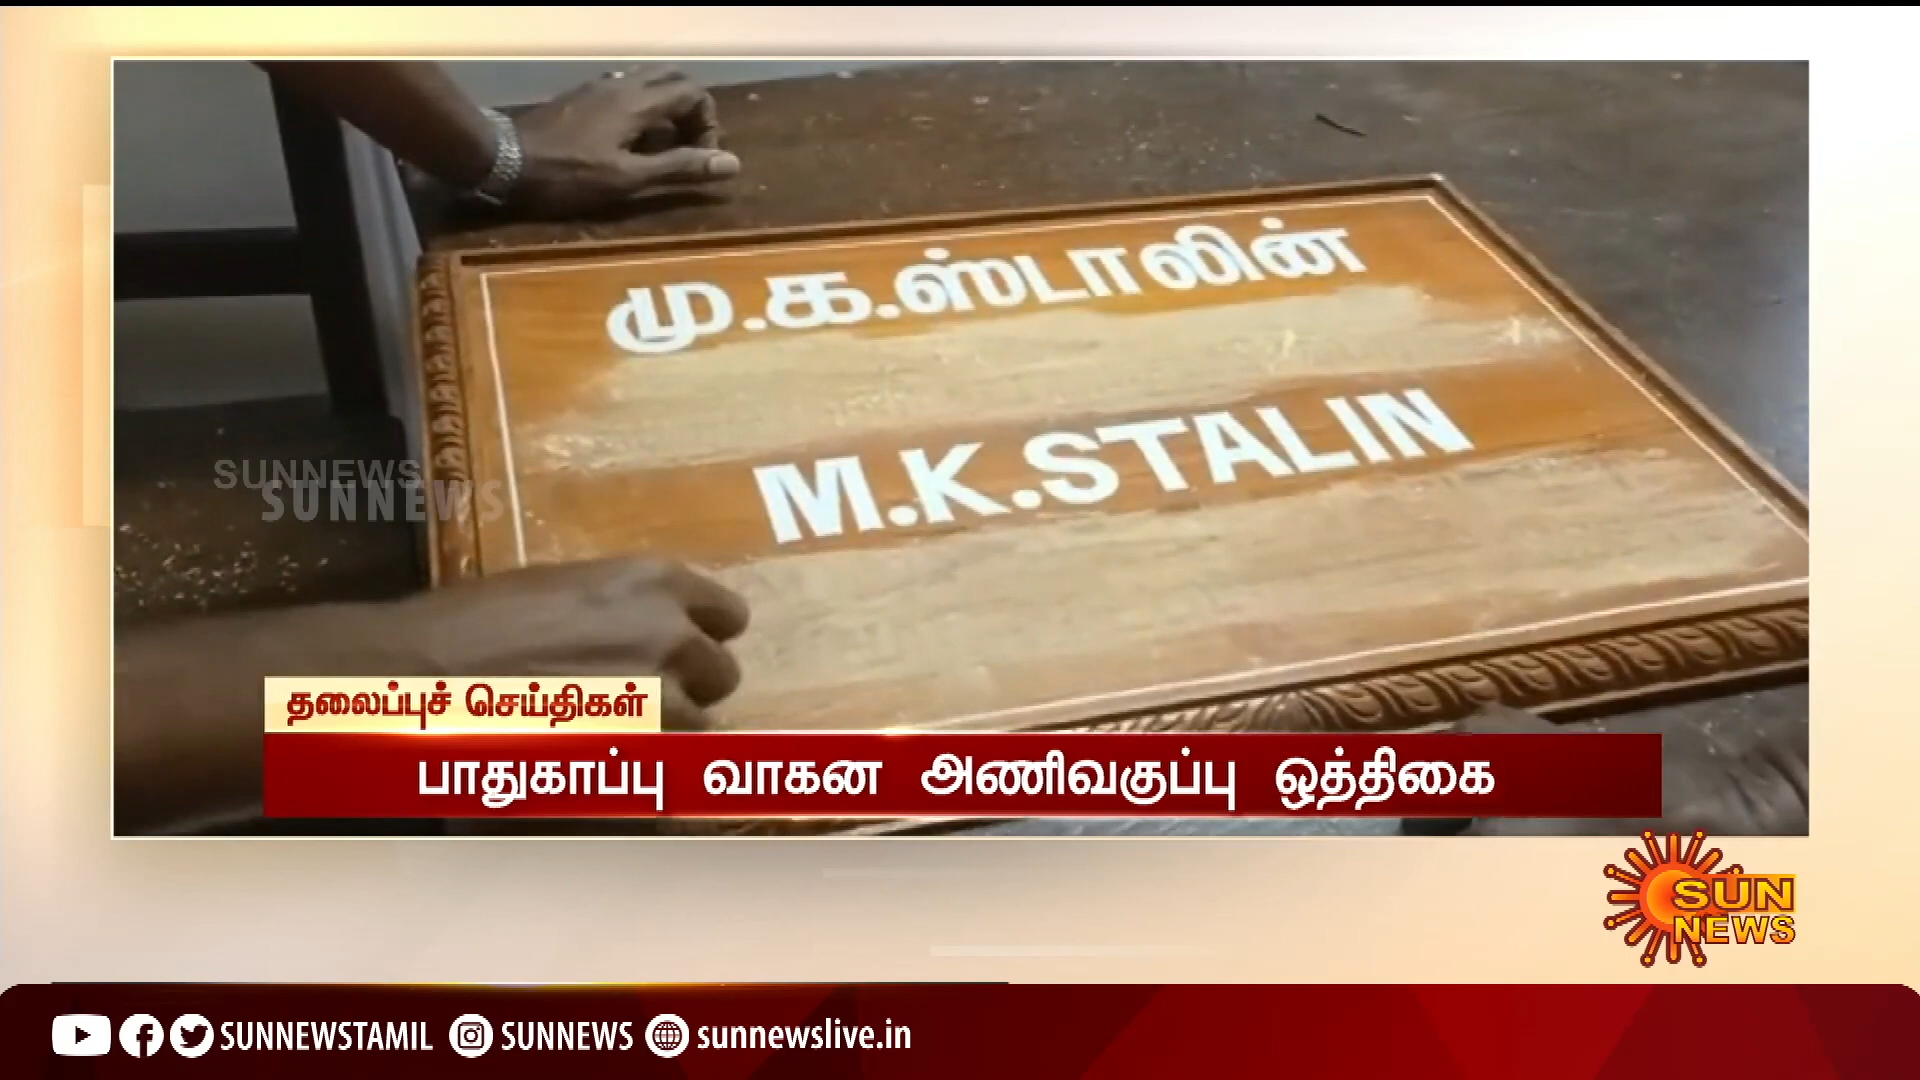 மு.க.ஸ்டாலின்
M.K.STALIN
SUNNEWS
SUNNEWS
தலைப்புச் செய்திகள்
பாதுகாப்பு வாகன அணிவகுப்பு ஒத்திகை
SUN
NEWS
SUNNEWSTAMIL SUNNEWS sunnewslive.in